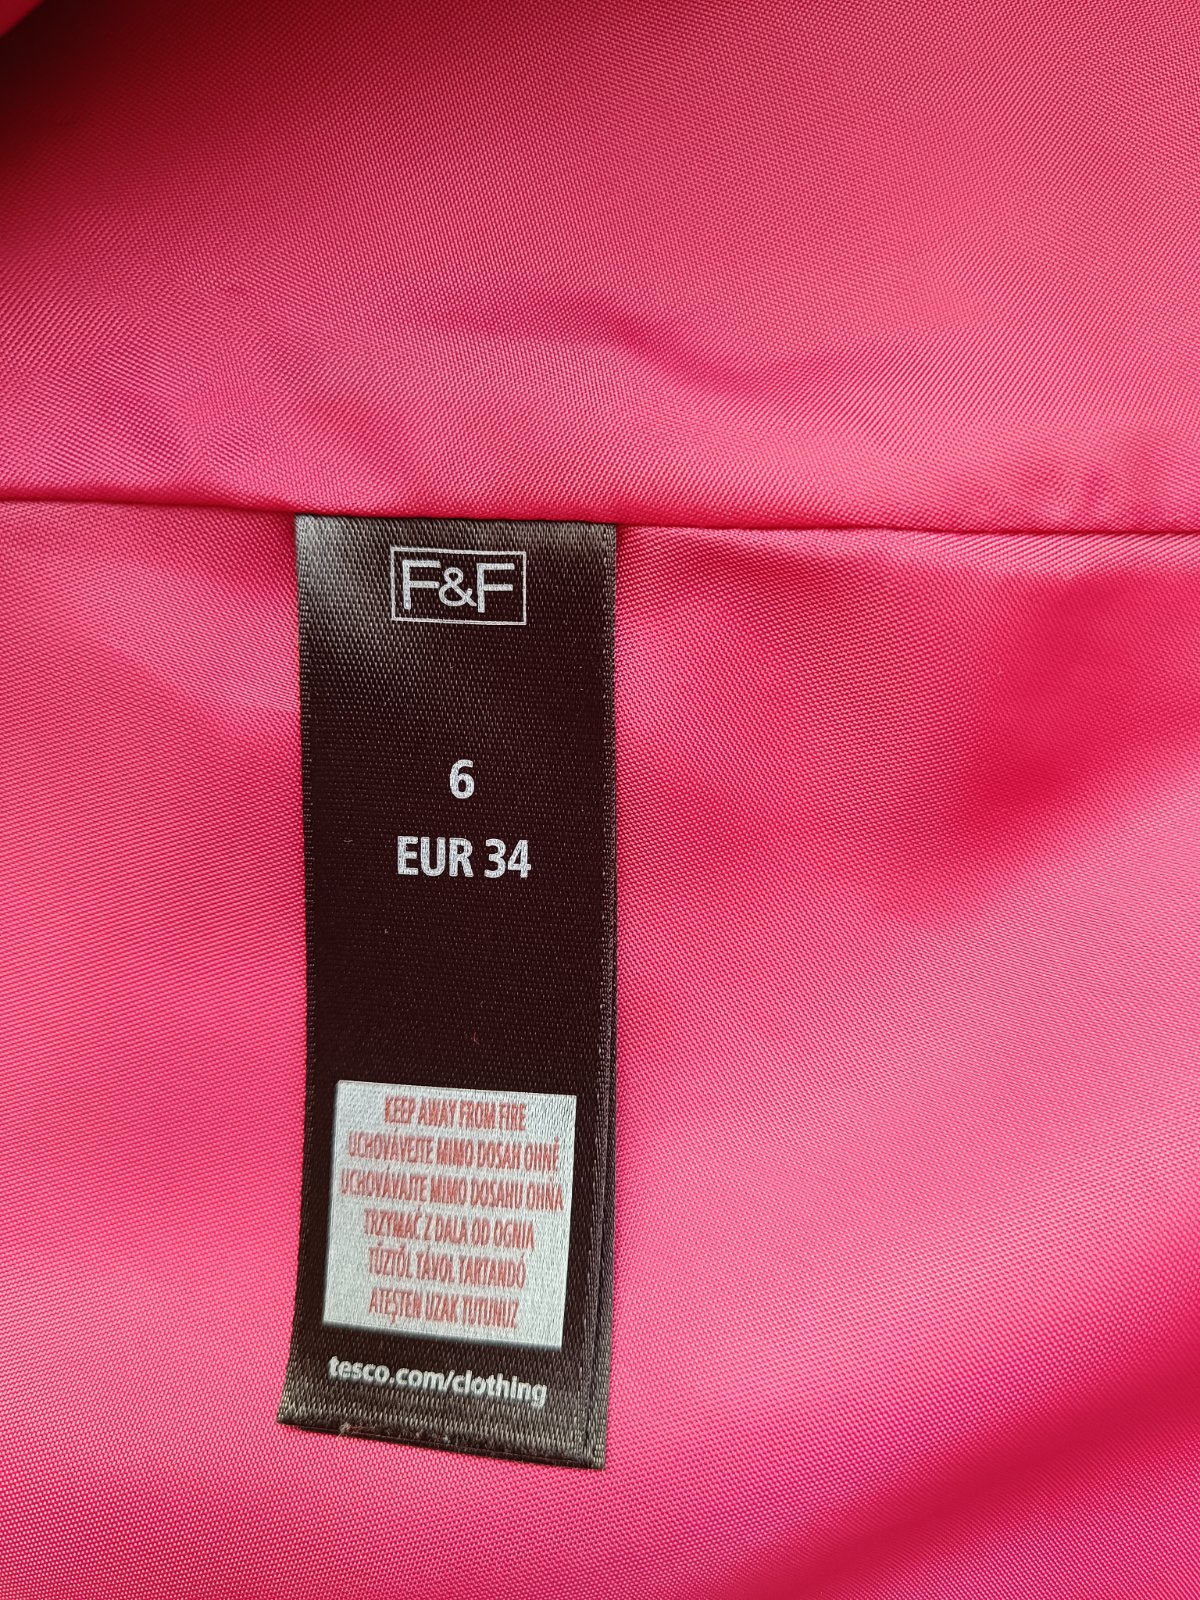 F&F
6
EUR 34
KEEP AWAY FROM FIRE
UCHOVÁVEJTE MIMO DOSAH OHNĚ
UCHOVÁVAJTE MIMO DOSAHU OHŇA
TRZYMAĆ Z DALA OD OGNIA
TŰZTŐL TÁVOL TARTANDÓ
ATEŞTEN UZAK TUTUNUZ
tesco.com/clothing